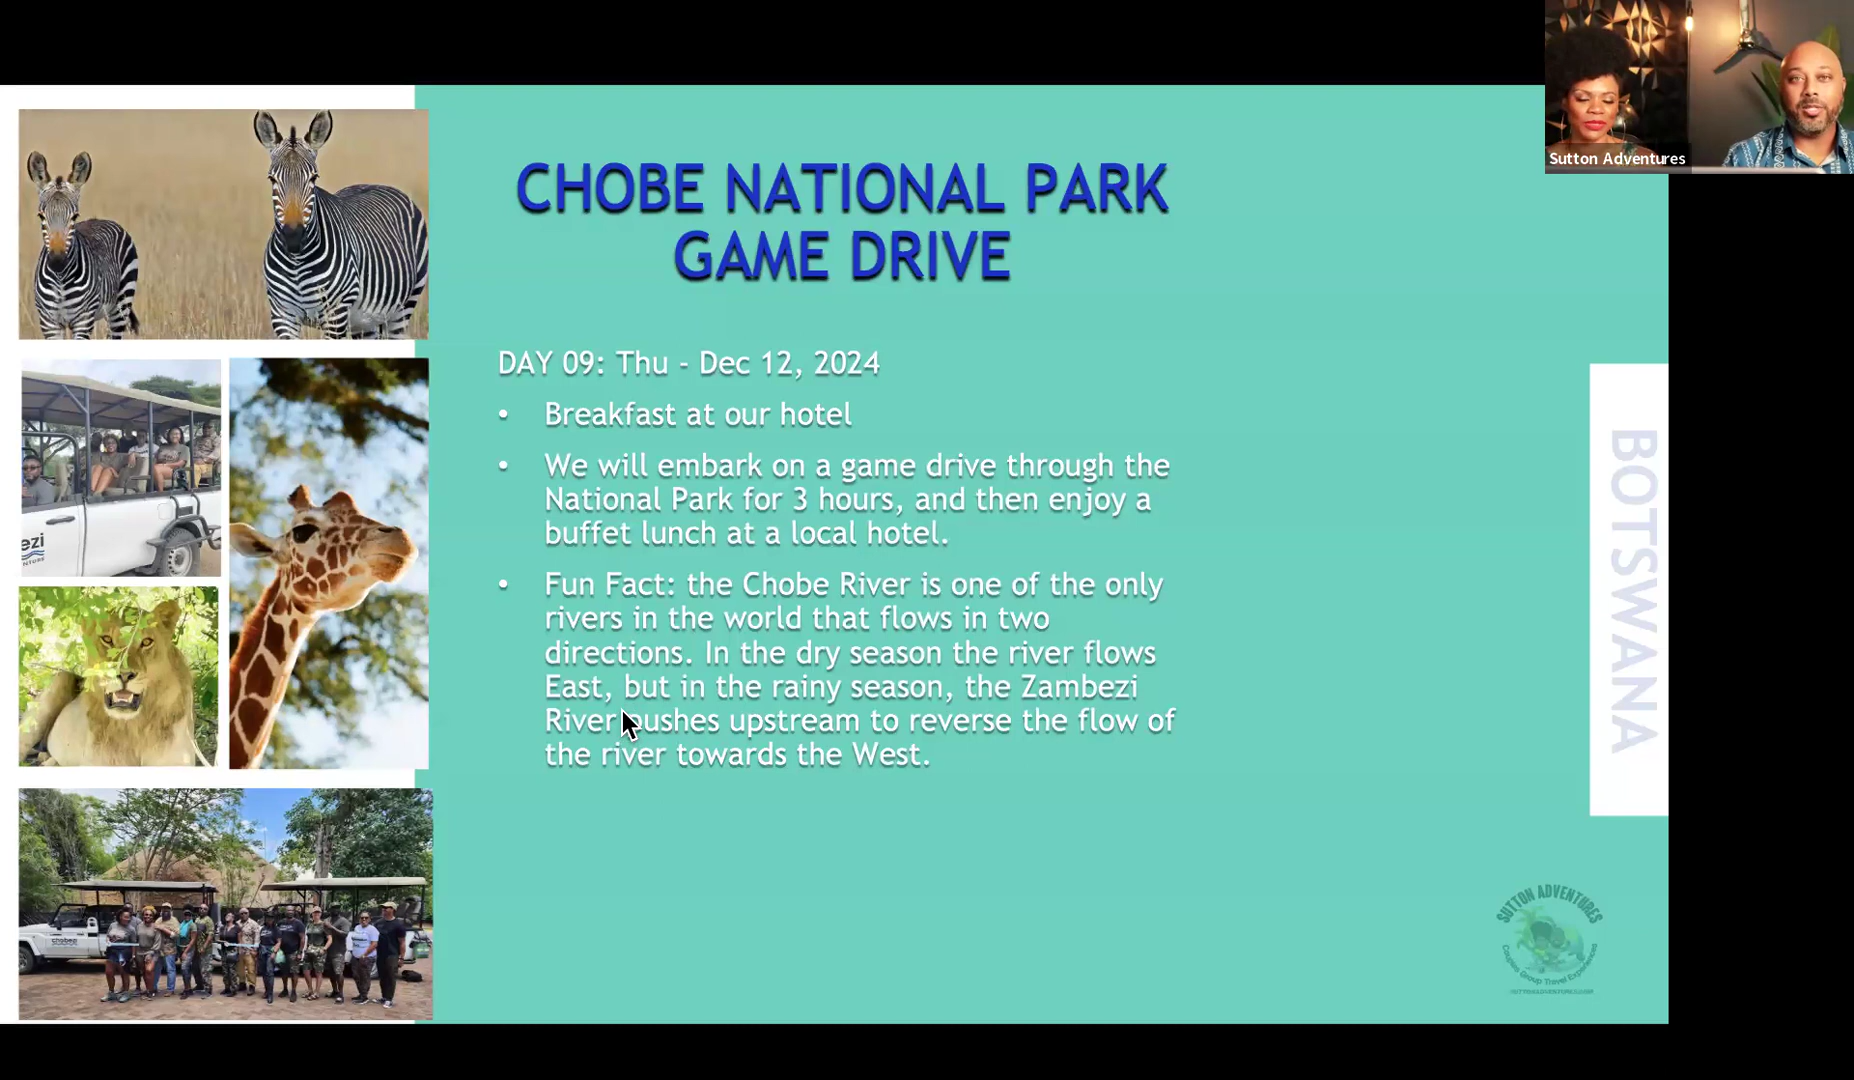 Sutton Adventures
CHOBE NATIONAL PARK
GAME DRIVE
DAY 09: Thu - Dec 12, 2024
• Breakfast at our hotel
• We will embark on a game drive through the
National Park for 3 hours, and then enjoy a
buffet lunch at a local hotel.
• Fun Fact: the Chobe River is one of the only
rivers in the world that flows in two
directions. In the dry season the river flows
East, but in the rainy season, the Zambezi
River pushes upstream to reverse the flow of
the river towards the West.
BOTSWANA
SUTTON ADVENTURES
Couples Group Travel Experiences